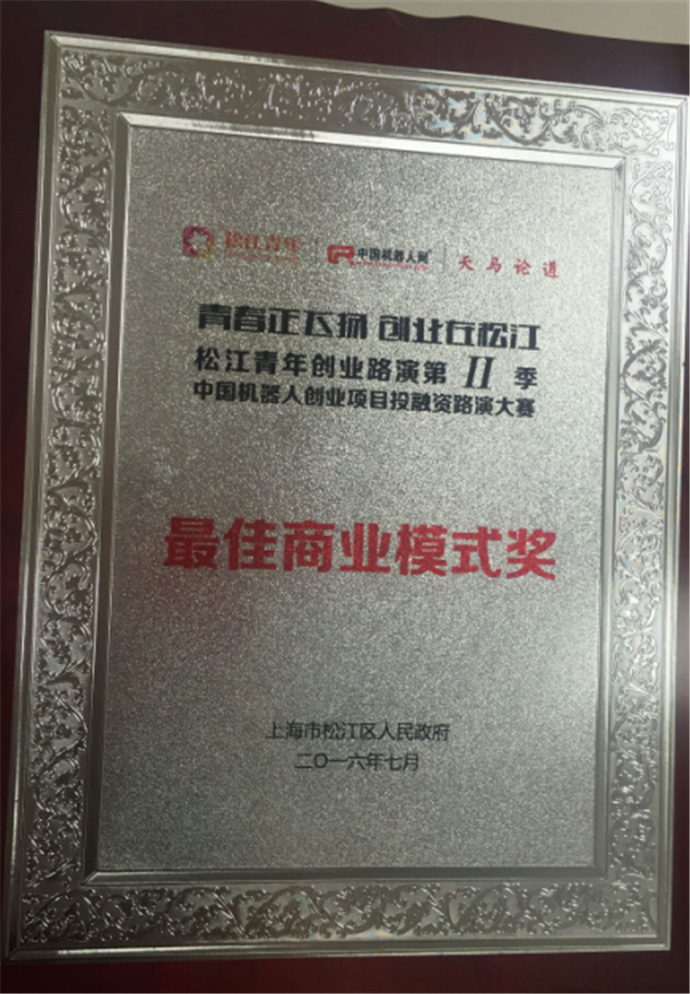 松江青年 中国机器人网 天马论道
青春正飞扬 创业在松江
松江青年创业路演第 II 季
中国机器人创业项目投融资路演大赛
最佳商业模式奖
上海市松江区人民政府
二〇一六年七月